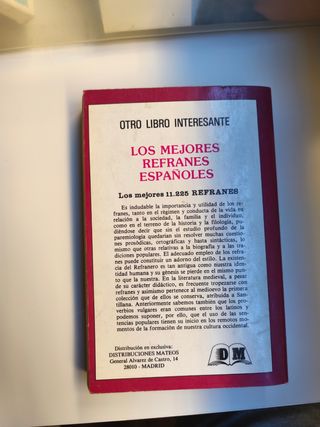 OTRO LIBRO INTERESANTE
LOS MEJORES
REFRANES
ESPAÑOLES
Los mejores 11.225 REFRANES
Es indudable la importancia y utilidad de los re-
franes, tanto en el régimen y conducta de la vida en
relación a la sociedad, la familia y el individuo,
como en el terreno de la historia y la filología, pu-
diéndose decir que sin el estudio profundo de la
paremiología quedarían sin resolver muchas cuestio-
nes prosódicas, ortográficas y hasta sintácticas, lo
mismo que otras relativas a la biografía y a las tra-
diciones populares. El adecuado empleo de los refra-
nes puede constituir un adorno del estilo. La existen-
cia del Refranero es tan antigua como nuestra iden-
tidad humana y su génesis se pierde en el mismo pun-
to que la nuestra. En la literatura medieval, a pesar
de su carácter didáctico, es frecuente tropezarse con
refranes y asimismo pertenece al medioevo la primera
colección que de ellos se conserva, atribuida a San-
tillana. Anteriormente sabemos también que los pro-
verbios vulgares eran comunes entre los latinos, y
podemos suponer, por ello, que el uso de las sen-
tencias populares tienen su inicio en los remotos mo-
mentos de la formación de nuestra cultura occidental.
Distribución en exclusiva:
DISTRIBUCIONES MATEOS
General Alvarez de Castro, 14
28010 - MADRID
DM